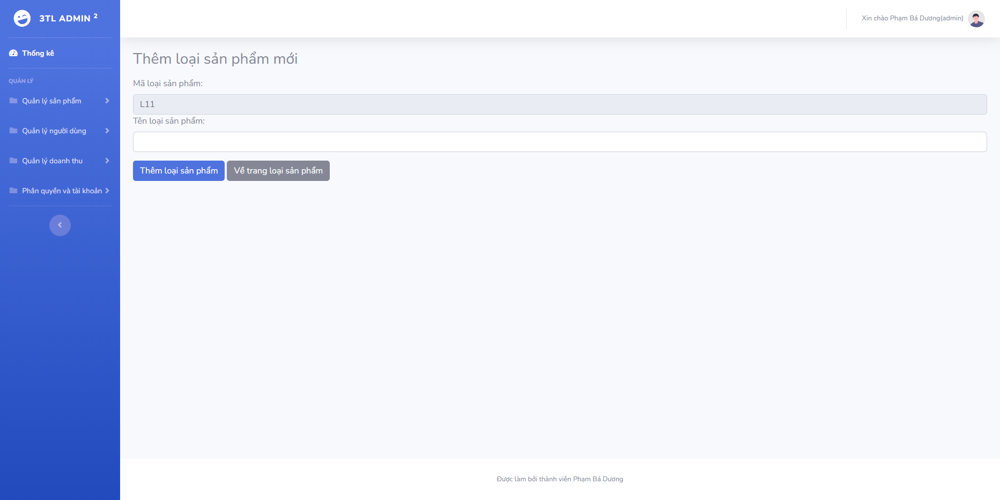 3TL ADMIN 2
Xin chào Phạm Bá Dương(admin)
Thống kê
QUẢN LÝ
Quản lý sản phẩm
Quản lý người dùng
Quản lý doanh thu
Phân quyền và tài khoản
Thêm loại sản phẩm mới
Mã loại sản phẩm:
L11
Tên loại sản phẩm:
Thêm loại sản phẩm
Về trang loại sản phẩm
Được làm bởi thành viên Phạm Bá Dương